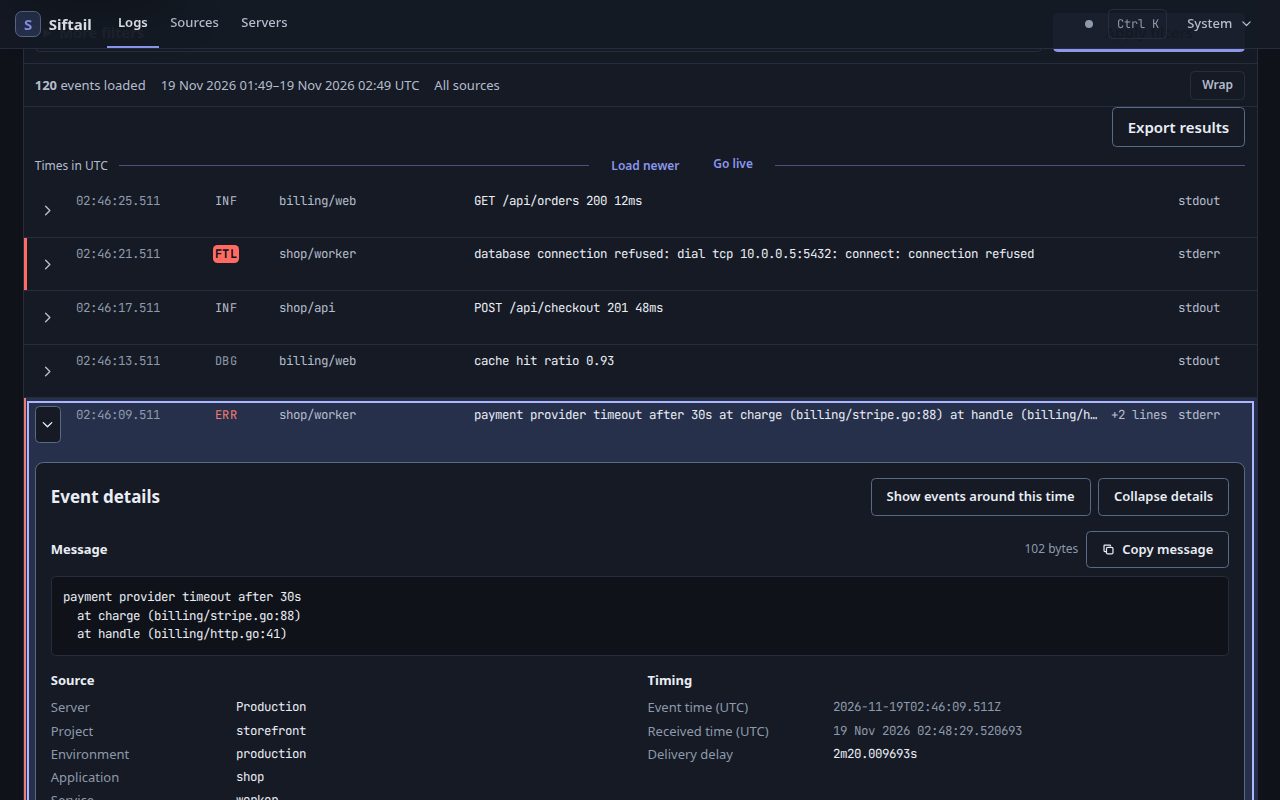 S Siftail Logs Sources Servers Ctrl K System
120 events loaded 19 Nov 2026 01:49–19 Nov 2026 02:49 UTC All sources Wrap
Export results
Times in UTC Load newer Go live
02:46:25.511 INF billing/web GET /api/orders 200 12ms stdout
02:46:21.511 FTL shop/worker database connection refused: dial tcp 10.0.0.5:5432: connect: connection refused stderr
02:46:17.511 INF shop/api POST /api/checkout 201 48ms stdout
02:46:13.511 DBG billing/web cache hit ratio 0.93 stdout
02:46:09.511 ERR shop/worker payment provider timeout after 30s at charge (billing/stripe.go:88) at handle (billing/h… +2 lines stderr
Event details Show events around this time Collapse details
Message 102 bytes Copy message
payment provider timeout after 30s
at charge (billing/stripe.go:88)
at handle (billing/http.go:41)
Source Timing
Server Production Event time (UTC) 2026-11-19T02:46:09.511Z
Project storefront Received time (UTC) 19 Nov 2026 02:48:29.520693
Environment production Delivery delay 2m20.009693s
Application shop
Service worker